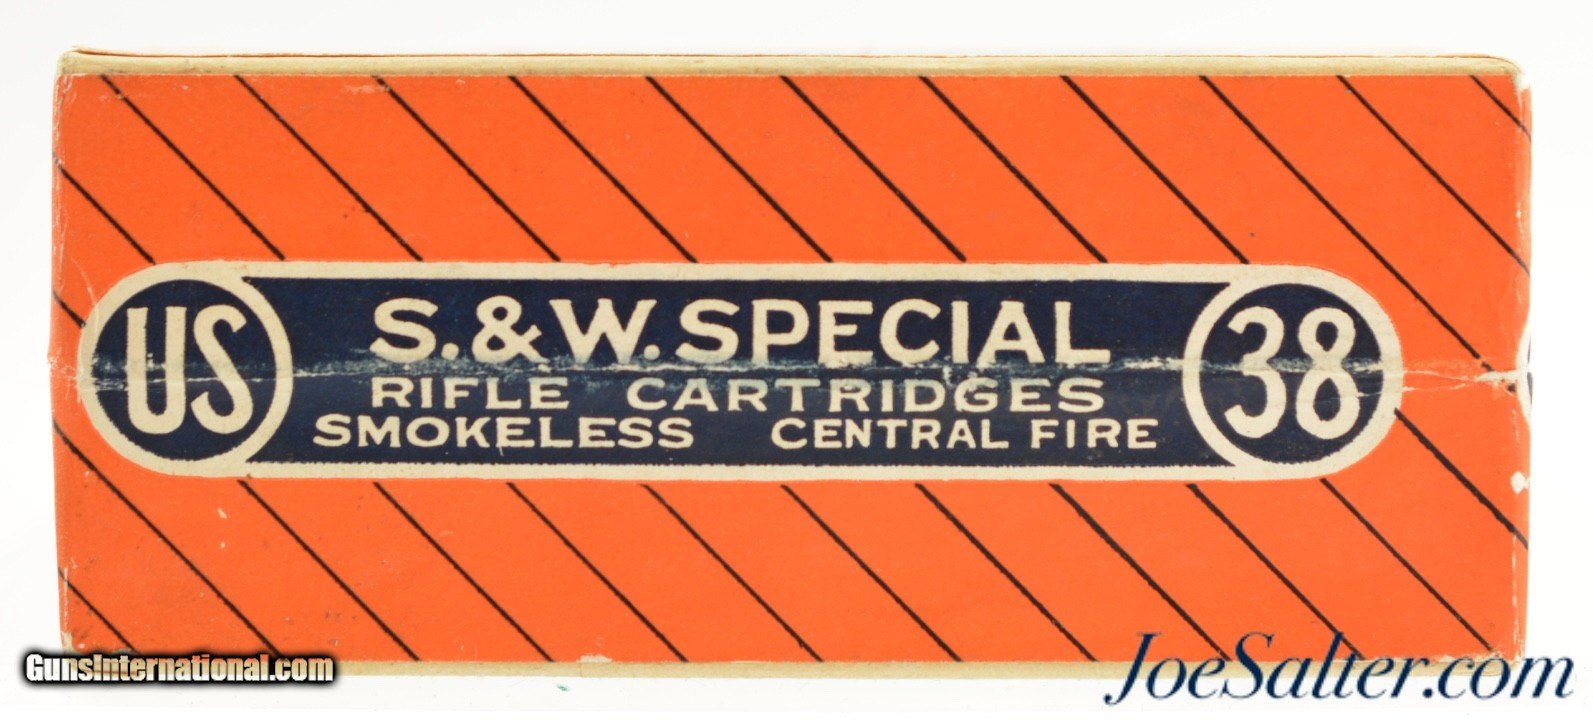 US S.&W.SPECIAL 38
RIFLE CARTRIDGES
SMOKELESS CENTRAL FIRE
GunsInternational.com
JoeSalter.com